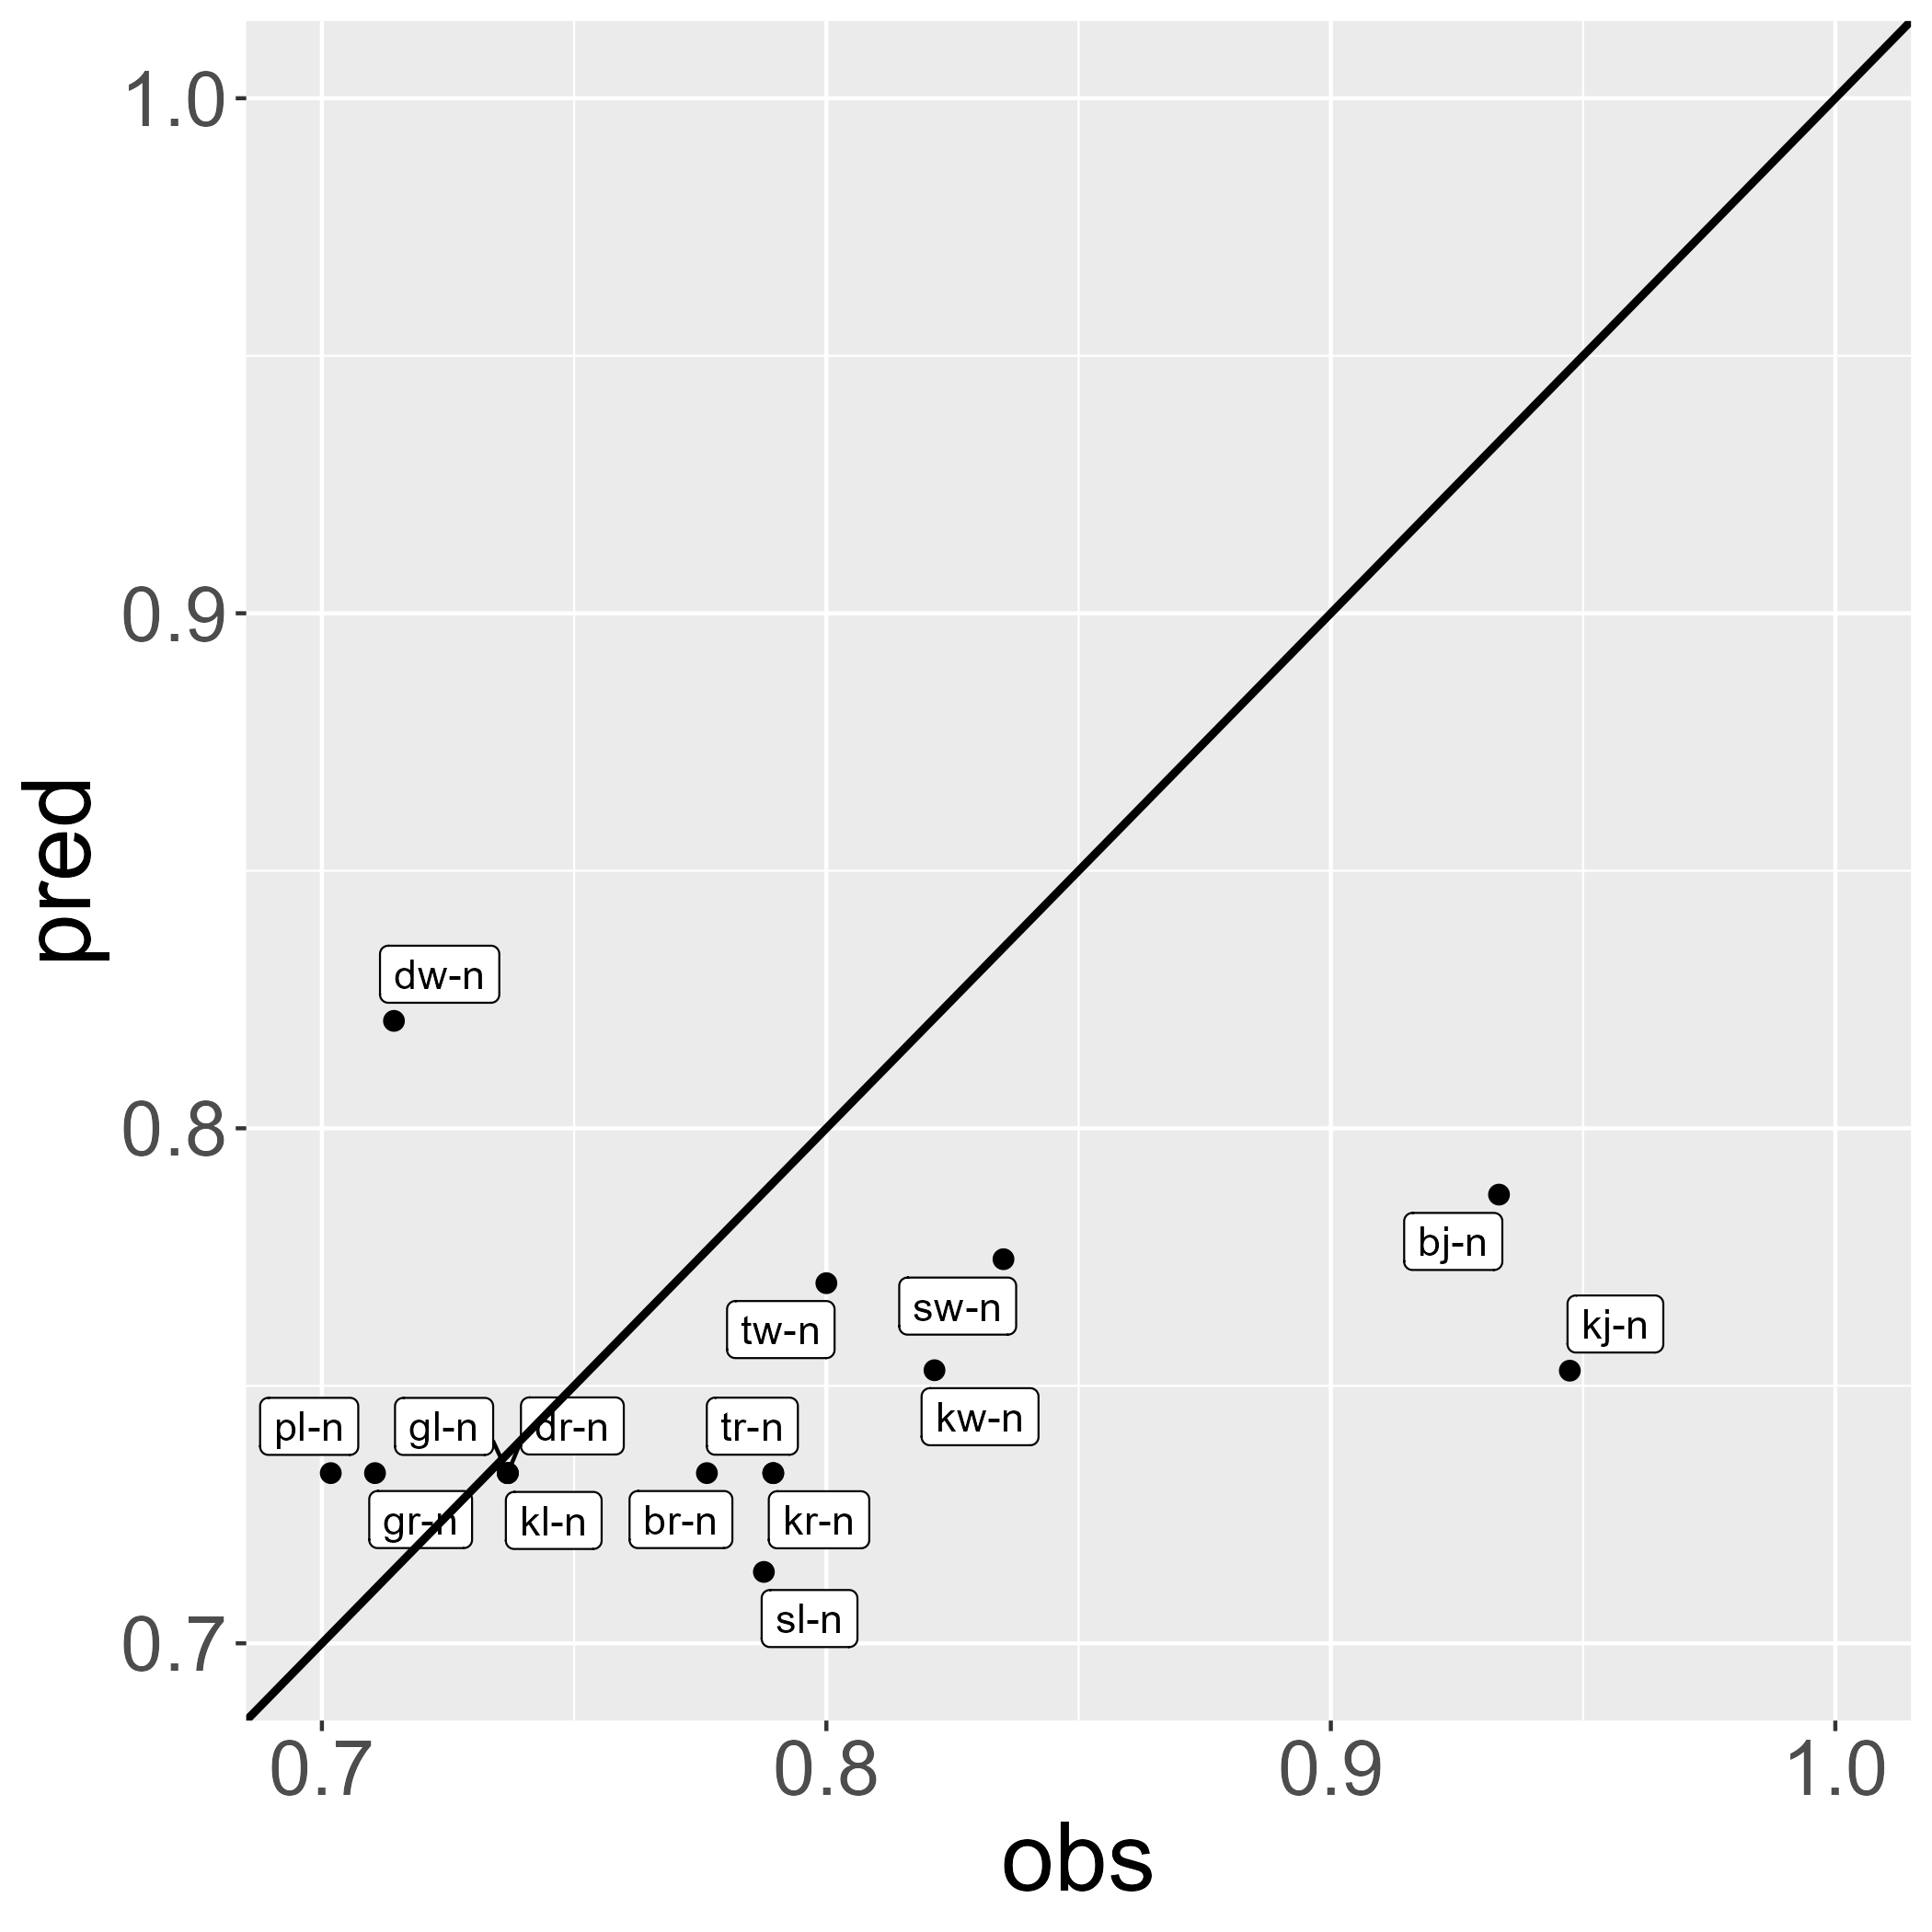 1.0
0.9
0.8
0.7
pred
dw-n
bj-n
sw-n
tw-n
kj-n
kw-n
pl-n
gl-n
dr-n
tr-n
gr-n
kl-n
br-n
kr-n
sl-n
0.7
0.8
0.9
1.0
obs